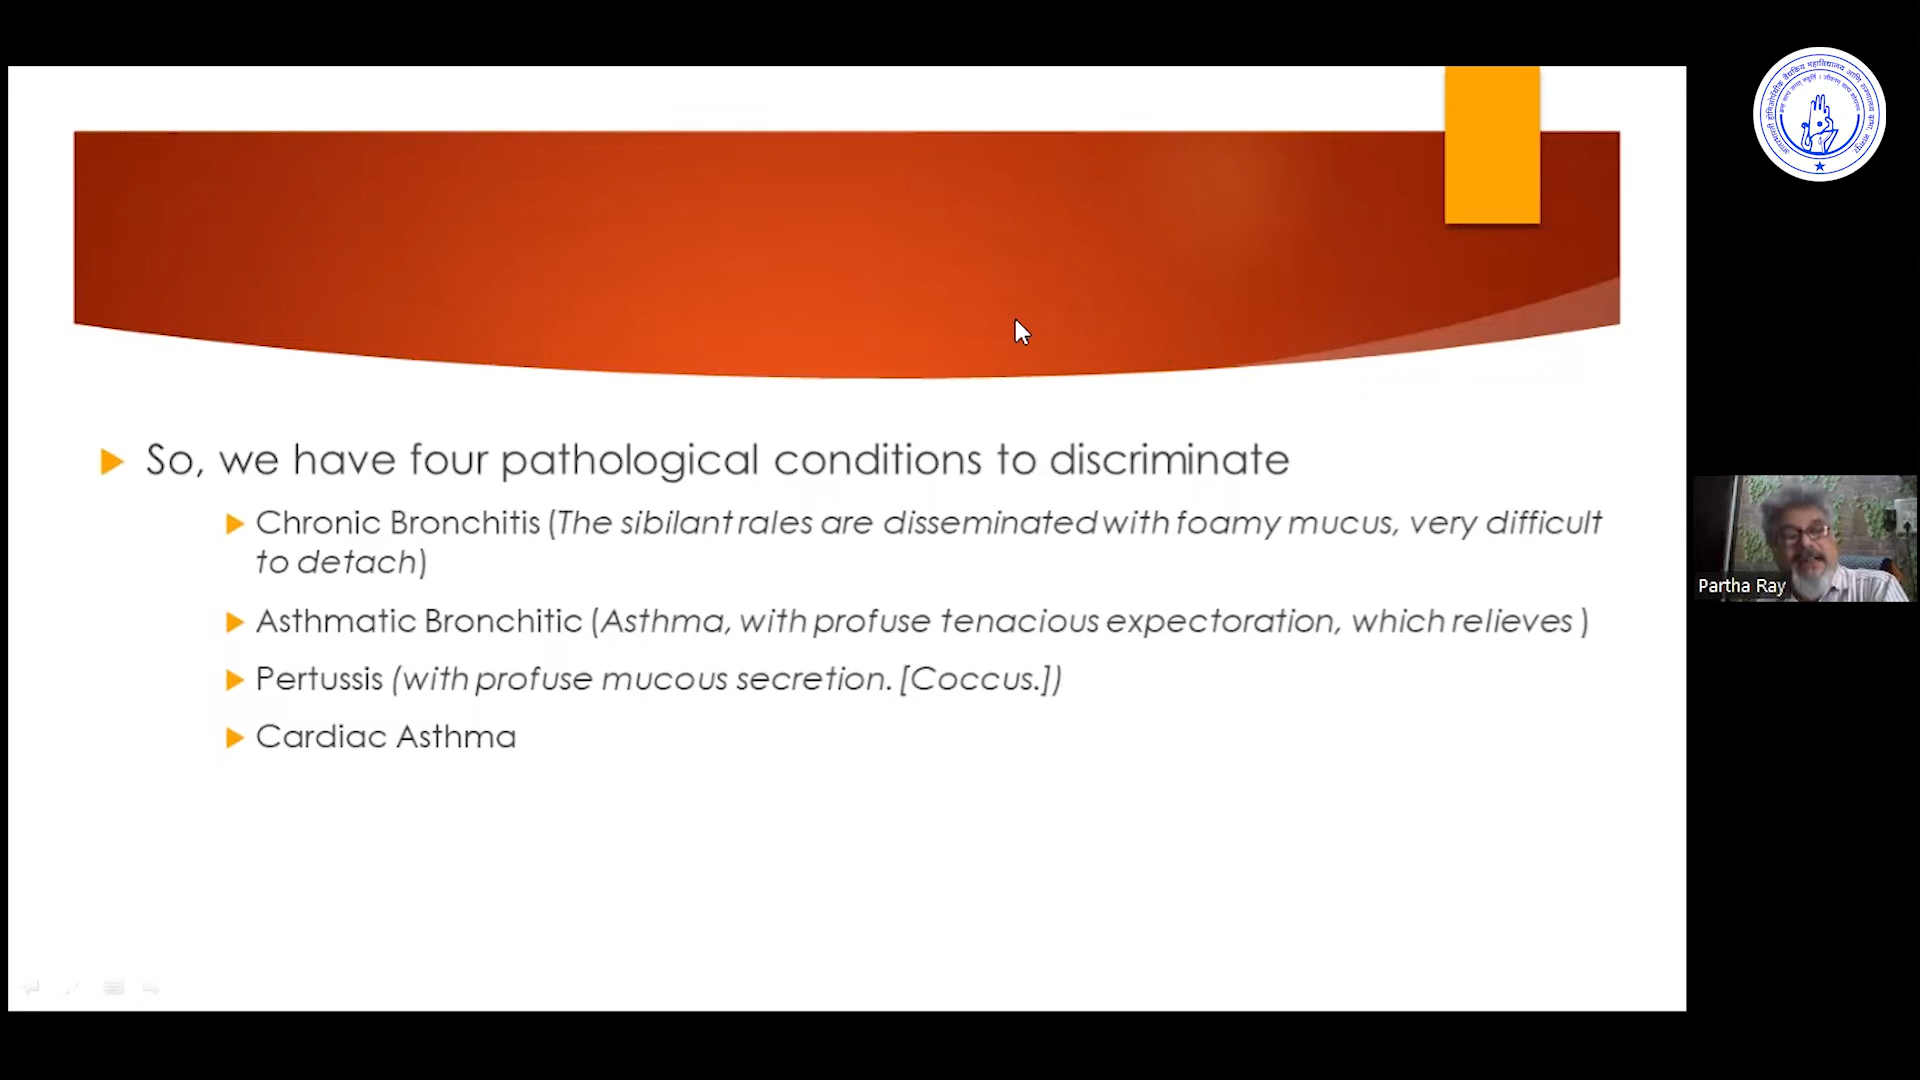 So, we have four pathological conditions to discriminate
Chronic Bronchitis (The sibilant rales are disseminated with foamy mucus, very difficult
to detach)
Asthmatic Bronchitic (Asthma, with profuse tenacious expectoration, which relieves )
Pertussis (with profuse mucous secretion. [Coccus.])
Cardiac Asthma
Partha Ray